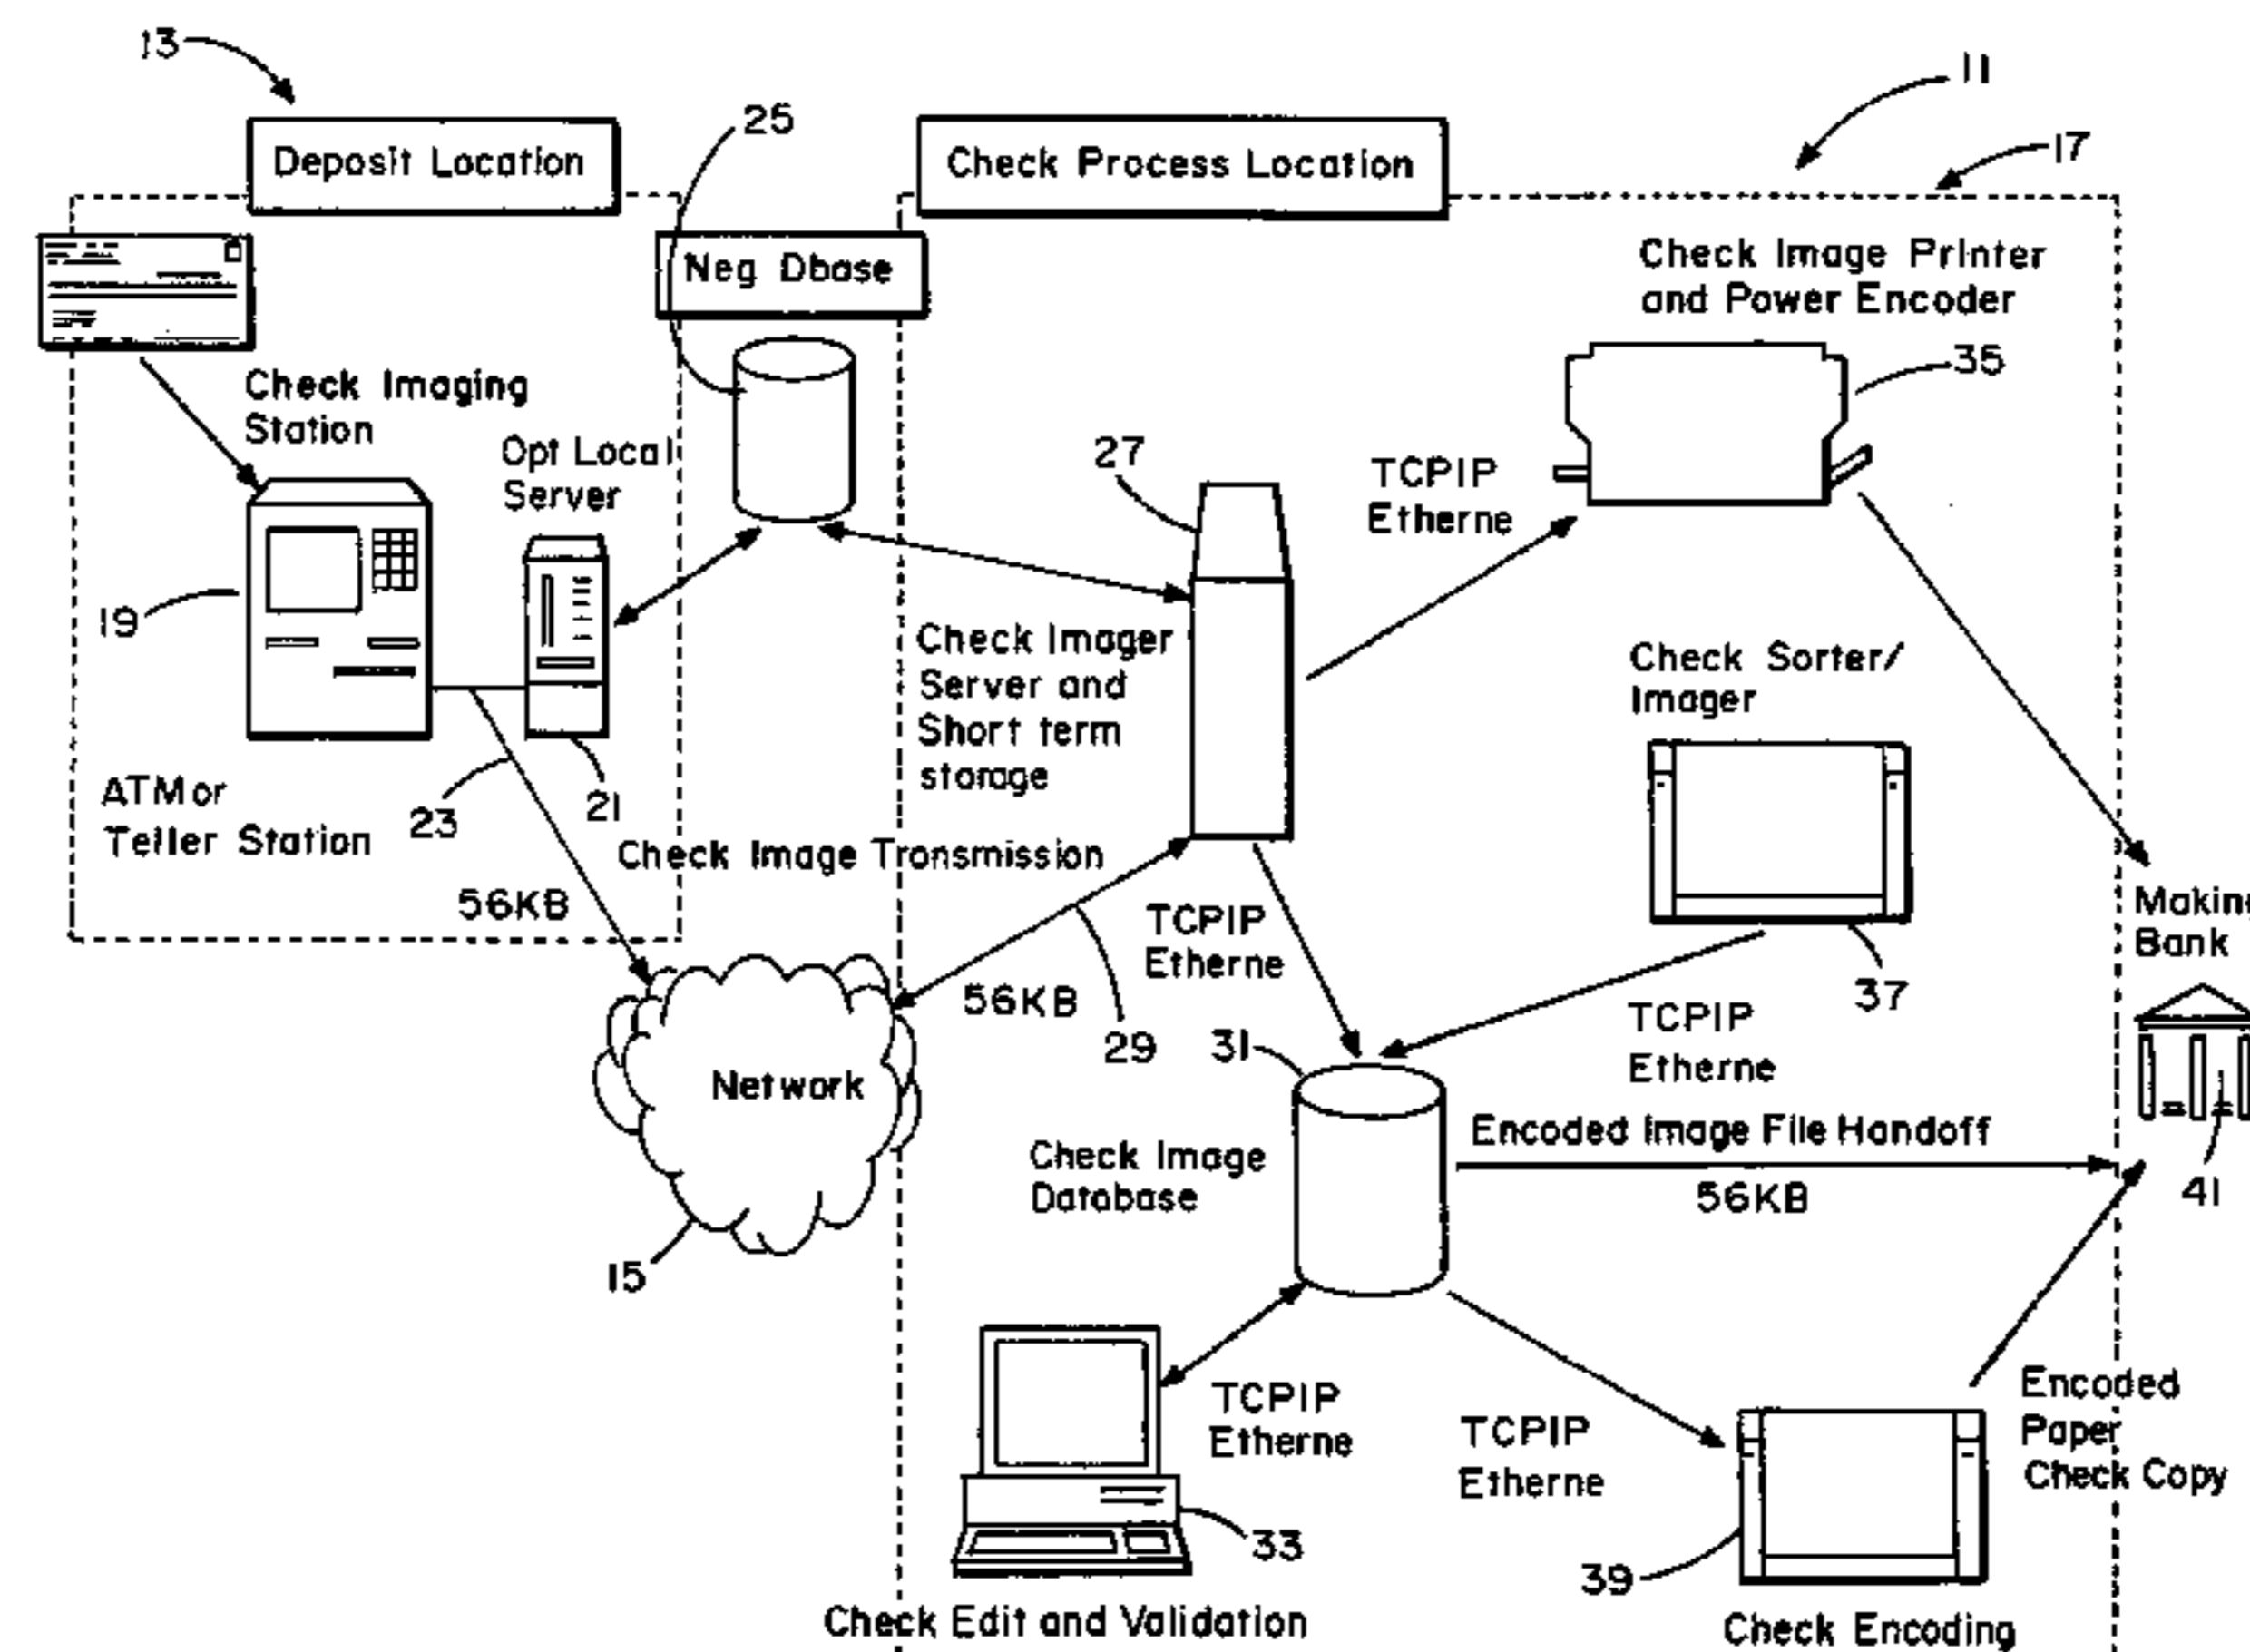 13
11
Deposit Location
25
Check Process Location
17
Neg Dbase
Check Image Printer
and Power Encoder
35
Check Imaging
Station
Opt Local
Server
27
TCPIP
Etherne
19
Check Imager
Server and
Short term
storage
Check Sorter/
Imager
ATM or
Teller Station
23
21
Check Image Transmission
56KB
TCPIP
Etherne
Making
Bank
56KB
29
37
31
TCPIP
Etherne
Network
Encoded Image File Handoff
Check Image
Database
56KB
41
15
TCPIP
Etherne
Encoded
Paper
Check Copy
TCPIP
Etherne
33
39
Check Edit and Validation
Check Encoding